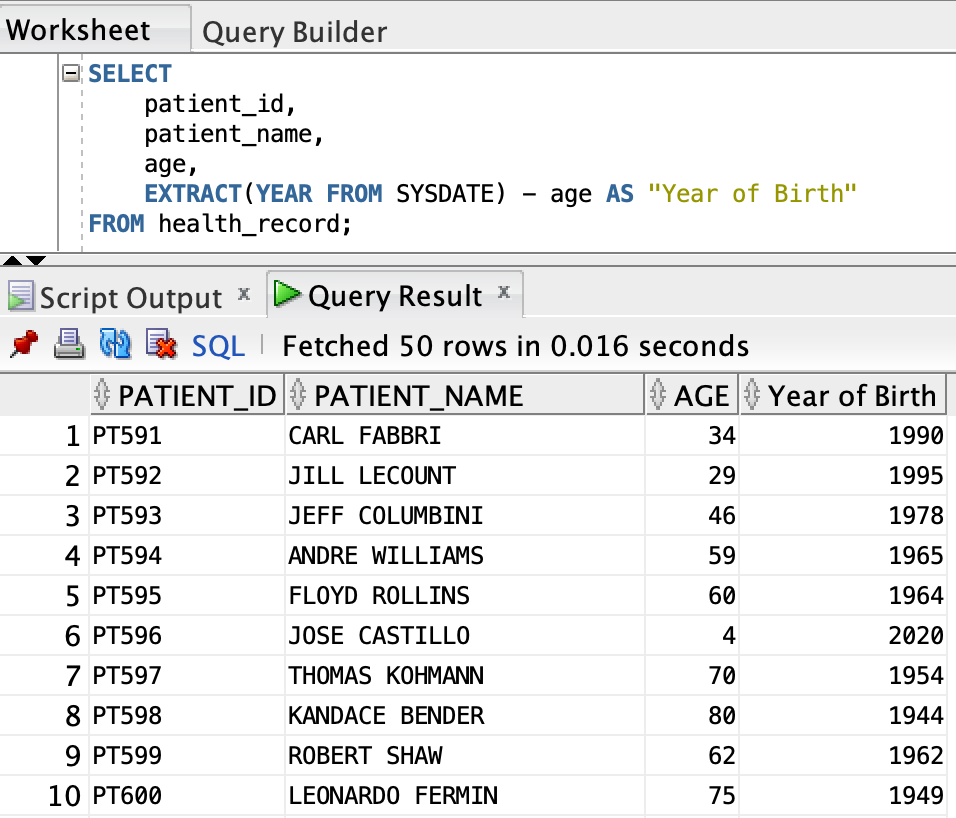 Worksheet Query Builder
SELECT
patient_id,
patient_name,
age,
EXTRACT(YEAR FROM SYSDATE) - age AS "Year of Birth"
FROM health_record;
Script Output x Query Result x
SQL | Fetched 50 rows in 0.016 seconds
PATIENT_ID PATIENT_NAME AGE Year of Birth
1 PT591 CARL FABBRI 34 1990
2 PT592 JILL LECOUNT 29 1995
3 PT593 JEFF COLUMBINI 46 1978
4 PT594 ANDRE WILLIAMS 59 1965
5 PT595 FLOYD ROLLINS 60 1964
6 PT596 JOSE CASTILLO 4 2020
7 PT597 THOMAS KOHMANN 70 1954
8 PT598 KANDACE BENDER 80 1944
9 PT599 ROBERT SHAW 62 1962
10 PT600 LEONARDO FERMIN 75 1949